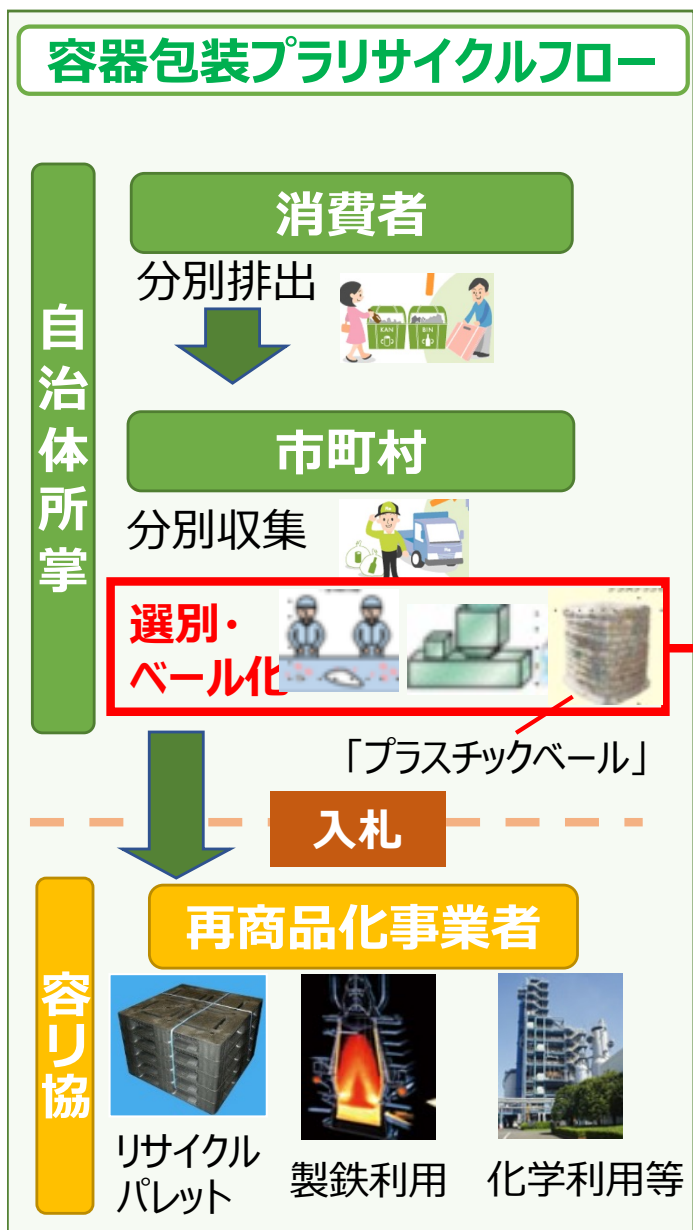 容器包装プラリサイクルフロー
自治体所掌
消費者
分別排出
KAN
BIN
市町村
分別収集
選別・
ベール化
「プラスチックベール」
入札
容リ協
再商品化事業者
リサイクル
パレット
製鉄利用
化学利用等